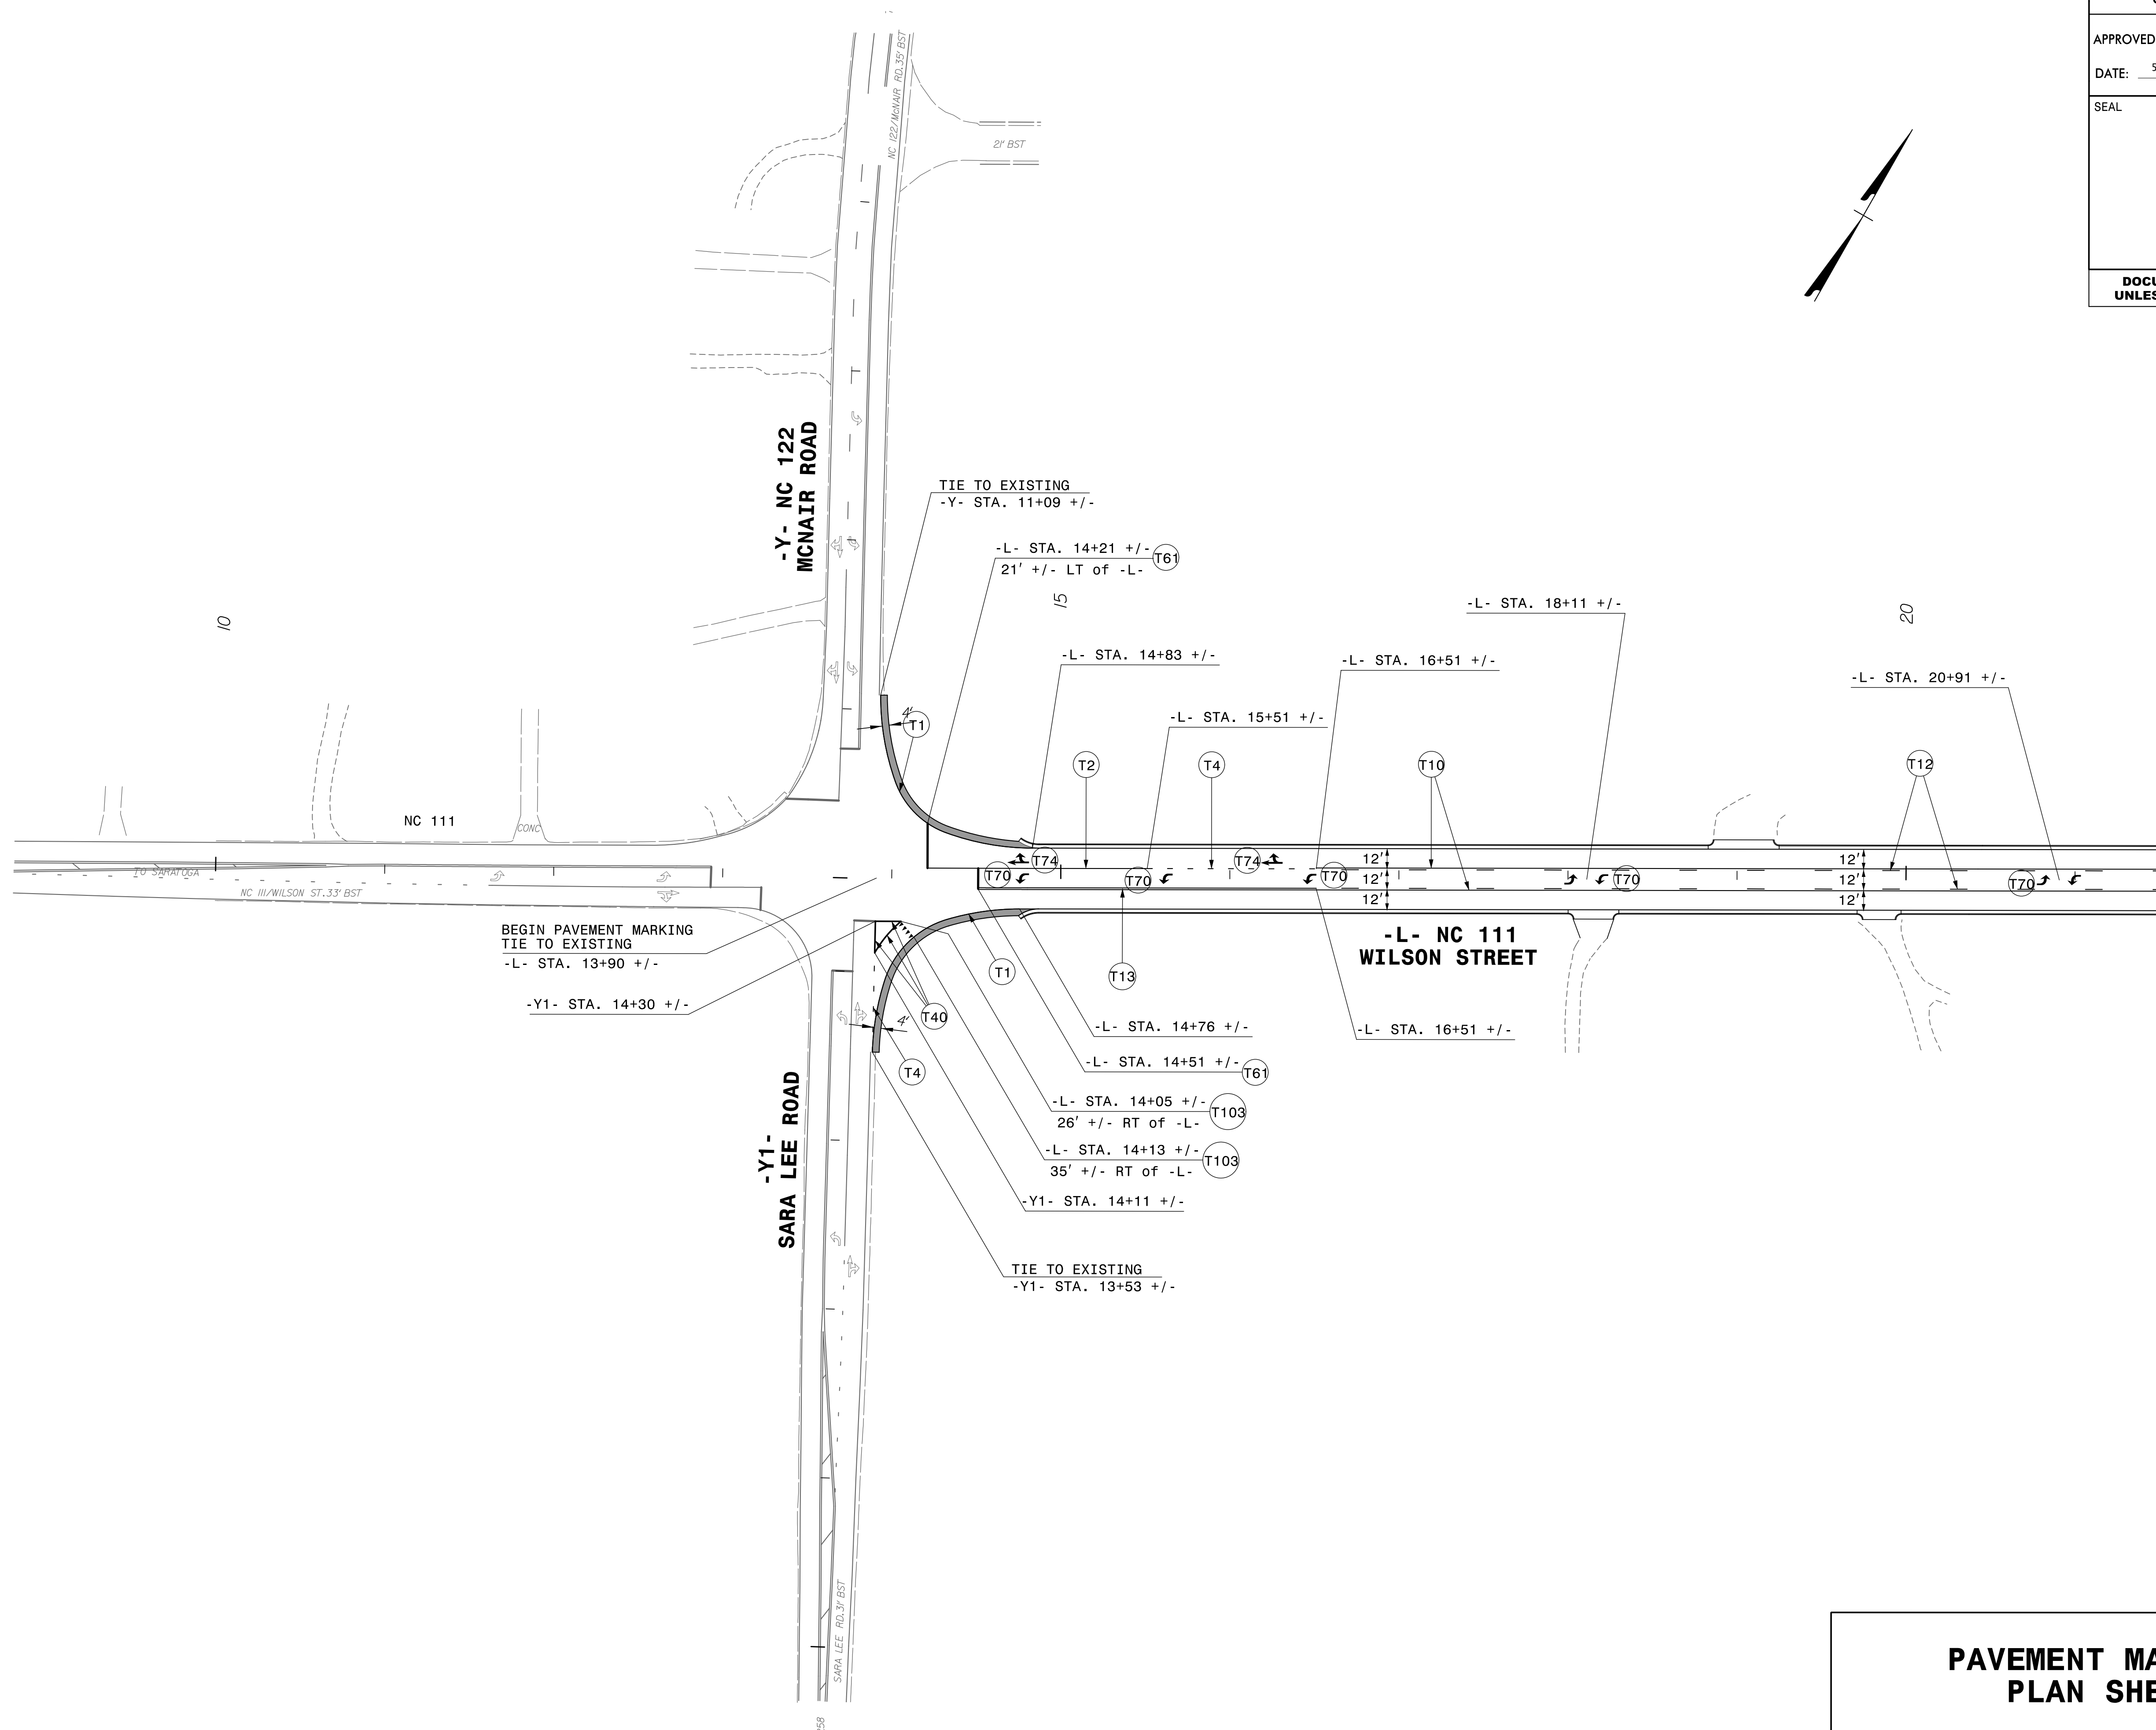 APPROVED
DATE:
SEAL
DOCU
UNLES
NC 122/McNAIR RD. 35' BST
21' BST
-Y- NC 122
MCNAIR ROAD
TIE TO EXISTING
-Y- STA. 11+09 +/-
-L- STA. 14+21 +/-
T61
21' +/- LT of -L-
10
15
20
-L- STA. 18+11 +/-
-L- STA. 14+83 +/-
-L- STA. 16+51 +/-
-L- STA. 20+91 +/-
-L- STA. 15+51 +/-
4'
T1
T2
T4
T10
T12
NC 111
CONC
TO SARATOGA
NC 111/WILSON ST. 33' BST
T74
T74
12'
12'
T70
T70
T70
12'
T70
12'
T70
12'
12'
BEGIN PAVEMENT MARKING
TIE TO EXISTING
-L- STA. 13+90 +/-
-L- NC 111
WILSON STREET
T1
T13
-Y1- STA. 14+30 +/-
T40
4'
-L- STA. 14+76 +/-
-L- STA. 16+51 +/-
T4
-L- STA. 14+51 +/-
T61
-Y1-
SARA LEE ROAD
-L- STA. 14+05 +/-
T103
26' +/- RT of -L-
-L- STA. 14+13 +/-
T103
35' +/- RT of -L-
-Y1- STA. 14+11 +/-
TIE TO EXISTING
-Y1- STA. 13+53 +/-
SARA LEE RD. 31' BST
PAVEMENT MA
PLAN SHE